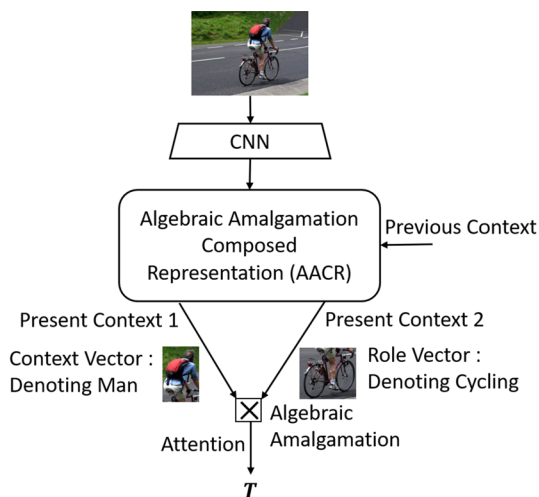 CNN
Algebraic Amalgamation
Composed
Representation (AACR)
Previous Context
Present Context 1
Present Context 2
Context Vector :
Denoting Man
Role Vector :
Denoting Cycling
Algebraic
Amalgamation
Attention
T